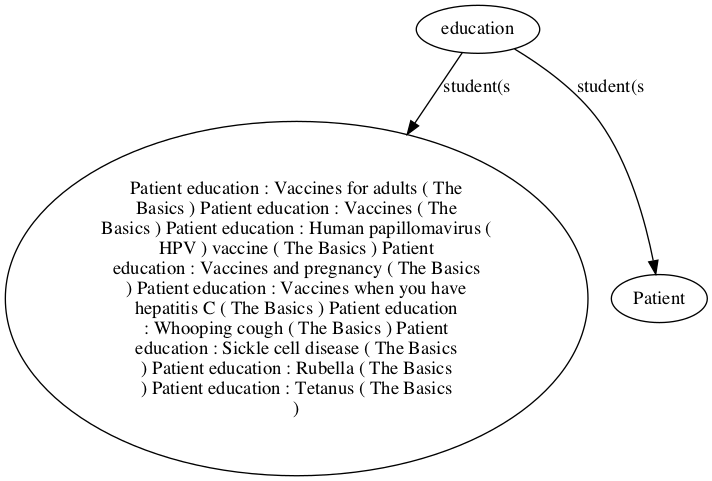 education
student(s
student(s
Patient education : Vaccines for adults ( The
Basics ) Patient education : Vaccines ( The
Basics ) Patient education : Human papillomavirus (
HPV ) vaccine ( The Basics ) Patient
education : Vaccines and pregnancy ( The Basics
) Patient education : Vaccines when you have
hepatitis C ( The Basics ) Patient education
: Whooping cough ( The Basics ) Patient
education : Sickle cell disease ( The Basics
) Patient education : Rubella ( The Basics
) Patient education : Tetanus ( The Basics
)
Patient